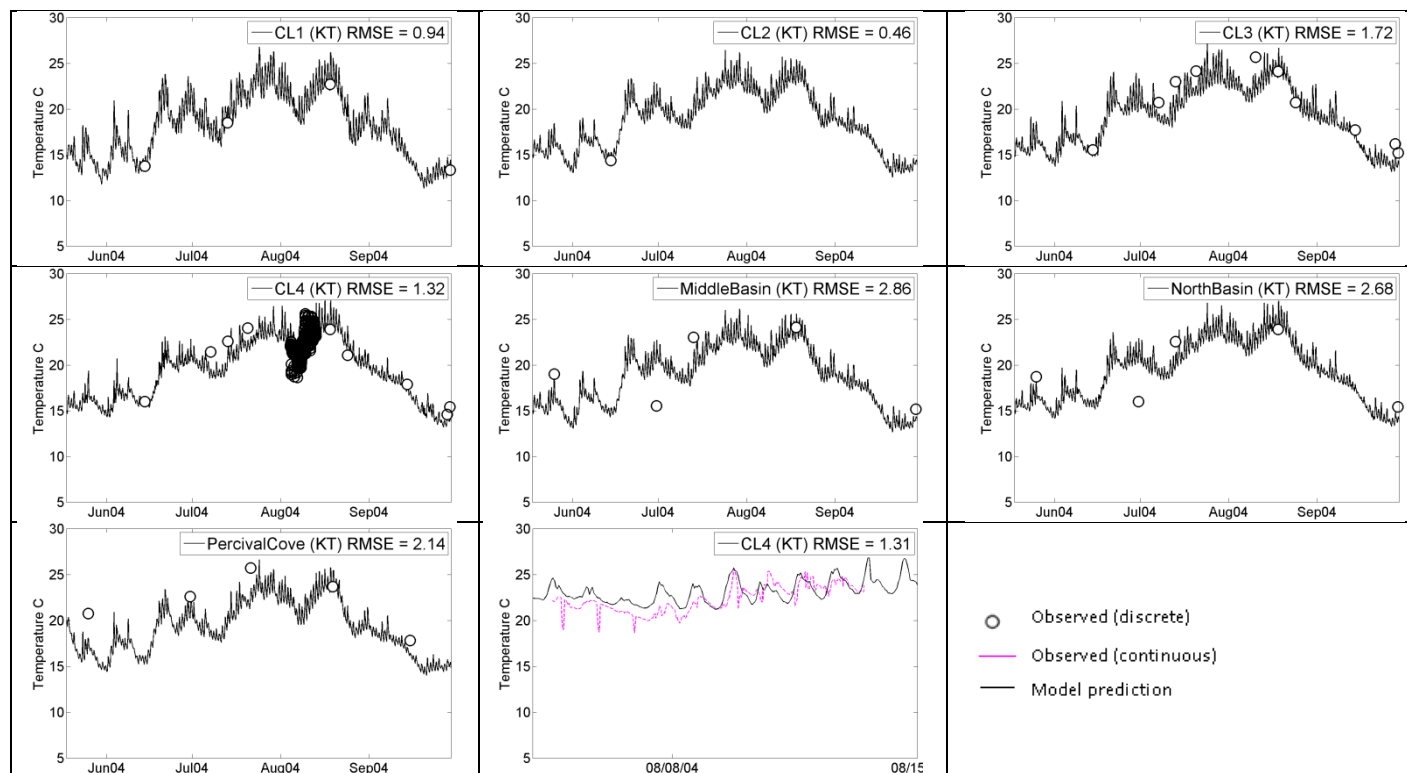 CL1 (KT) RMSE = 0.94
Temperature C
30
25
20
15
10
5
Jun04 Jul04 Aug04 Sep04
CL2 (KT) RMSE = 0.46
Temperature C
30
25
20
15
10
5
Jun04 Jul04 Aug04 Sep04
CL3 (KT) RMSE = 1.72
Temperature C
30
25
20
15
10
5
Jun04 Jul04 Aug04 Sep04
CL4 (KT) RMSE = 1.32
Temperature C
30
25
20
15
10
5
Jun04 Jul04 Aug04 Sep04
MiddleBasin (KT) RMSE = 2.86
Temperature C
30
25
20
15
10
5
Jun04 Jul04 Aug04 Sep04
NorthBasin (KT) RMSE = 2.68
Temperature C
30
25
20
15
10
5
Jun04 Jul04 Aug04 Sep04
PercivalCove (KT) RMSE = 2.14
Temperature C
30
25
20
15
10
5
Jun04 Jul04 Aug04 Sep04
CL4 (KT) RMSE = 1.31
Temperature C
30
25
20
15
10
5
08/08/04 08/15
Observed (discrete)
Observed (continuous)
Model prediction